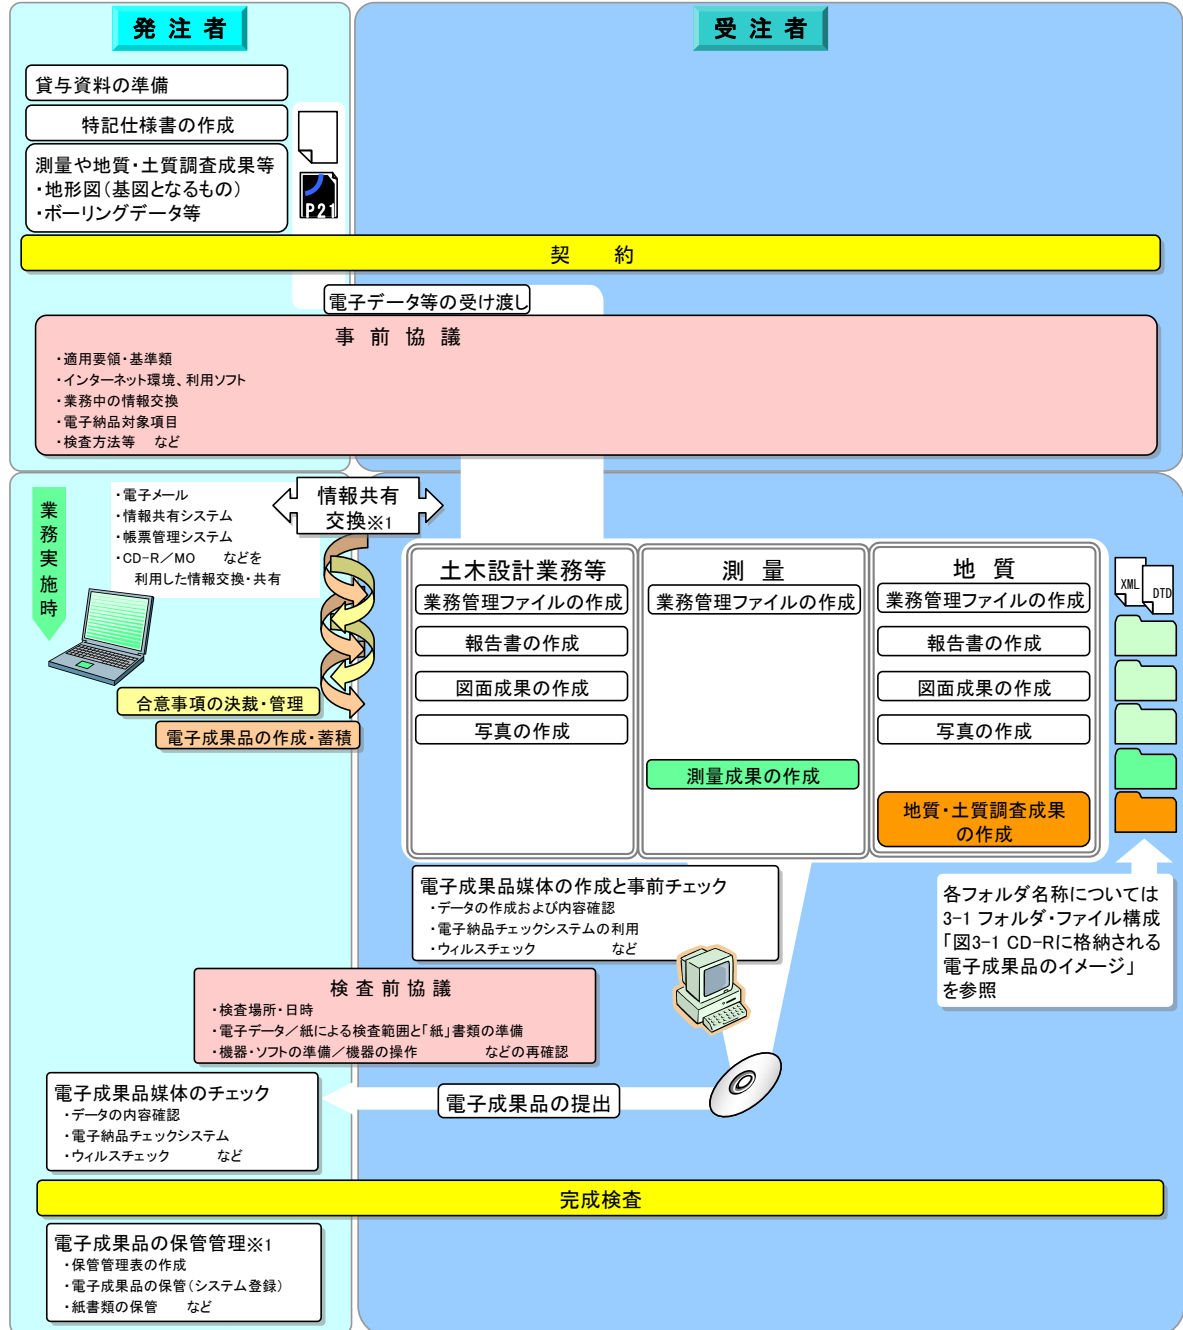 発 注 者
受 注 者
貸与資料の準備
特記仕様書の作成
測量や地質・土質調査成果等
・地形図（基図となるもの）
・ボーリングデータ等
P21
契　約
電子データ等の受け渡し
事 前 協 議
・適用要領・基準類
・インターネット環境、利用ソフト
・業務中の情報交換
・電子納品対象項目
・検査方法等　など
業務実施時
・電子メール
・情報共有システム
・帳票管理システム
・CD-R／MO　などを
利用した情報交換・共有
情報共有
交換※1
合意事項の決裁・管理
電子成果品の作成・蓄積
土木設計業務等
業務管理ファイルの作成
報告書の作成
図面成果の作成
写真の作成
測 量
業務管理ファイルの作成
測量成果の作成
地 質
業務管理ファイルの作成
報告書の作成
図面成果の作成
写真の作成
地質・土質調査成果
の作成
XML
DTD
電子成果品媒体の作成と事前チェック
・データの作成および内容確認
・電子納品チェックシステムの利用
・ウィルスチェック　など
各フォルダ名称については
3-1 フォルダ・ファイル構成
「図3-1 CD-Rに格納される
電子成果品のイメージ」
を参照
検 査 前 協 議
・検査場所・日時
・電子データ／紙による検査範囲と「紙」書類の準備
・機器・ソフトの準備／機器の操作　などの再確認
電子成果品媒体のチェック
・データの内容確認
・電子納品チェックシステム
・ウィルスチェック　など
電子成果品の提出
完成検査
電子成果品の保管管理※1
・保管管理表の作成
・電子成果品の保管（システム登録）
・紙書類の保管　など